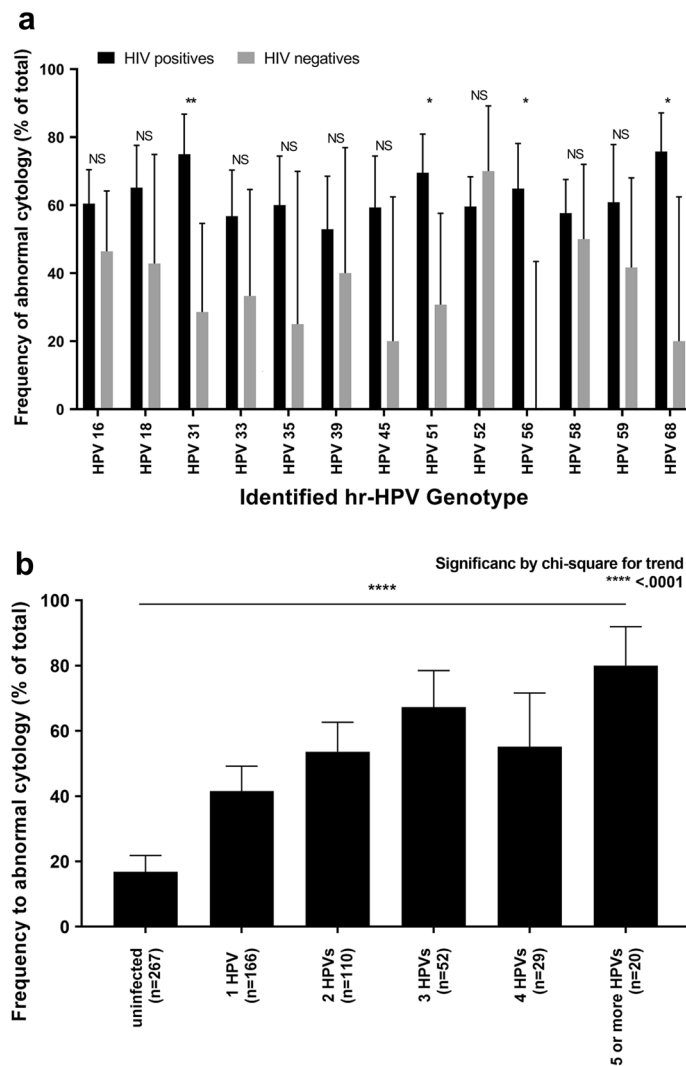 a
HIV positives HIV negatives
Frequency of abnormal cytology (% of total)
100
80
60
40
20
0
NS NS ** NS NS NS NS * NS * NS NS *
HPV 16 HPV 18 HPV 31 HPV 33 HPV 35 HPV 39 HPV 45 HPV 51 HPV 52 HPV 56 HPV 58 HPV 59 HPV 68
Identified hr-HPV Genotype
b
Significanc by chi-square for trend
**** <.0001
****
Frequency to abnormal cytology (% of total)
100
80
60
40
20
0
uninfected
(n=267)
1 HPV
(n=166)
2 HPVs
(n=110)
3 HPVs
(n=52)
4 HPVs
(n=29)
5 or more HPVs
(n=20)